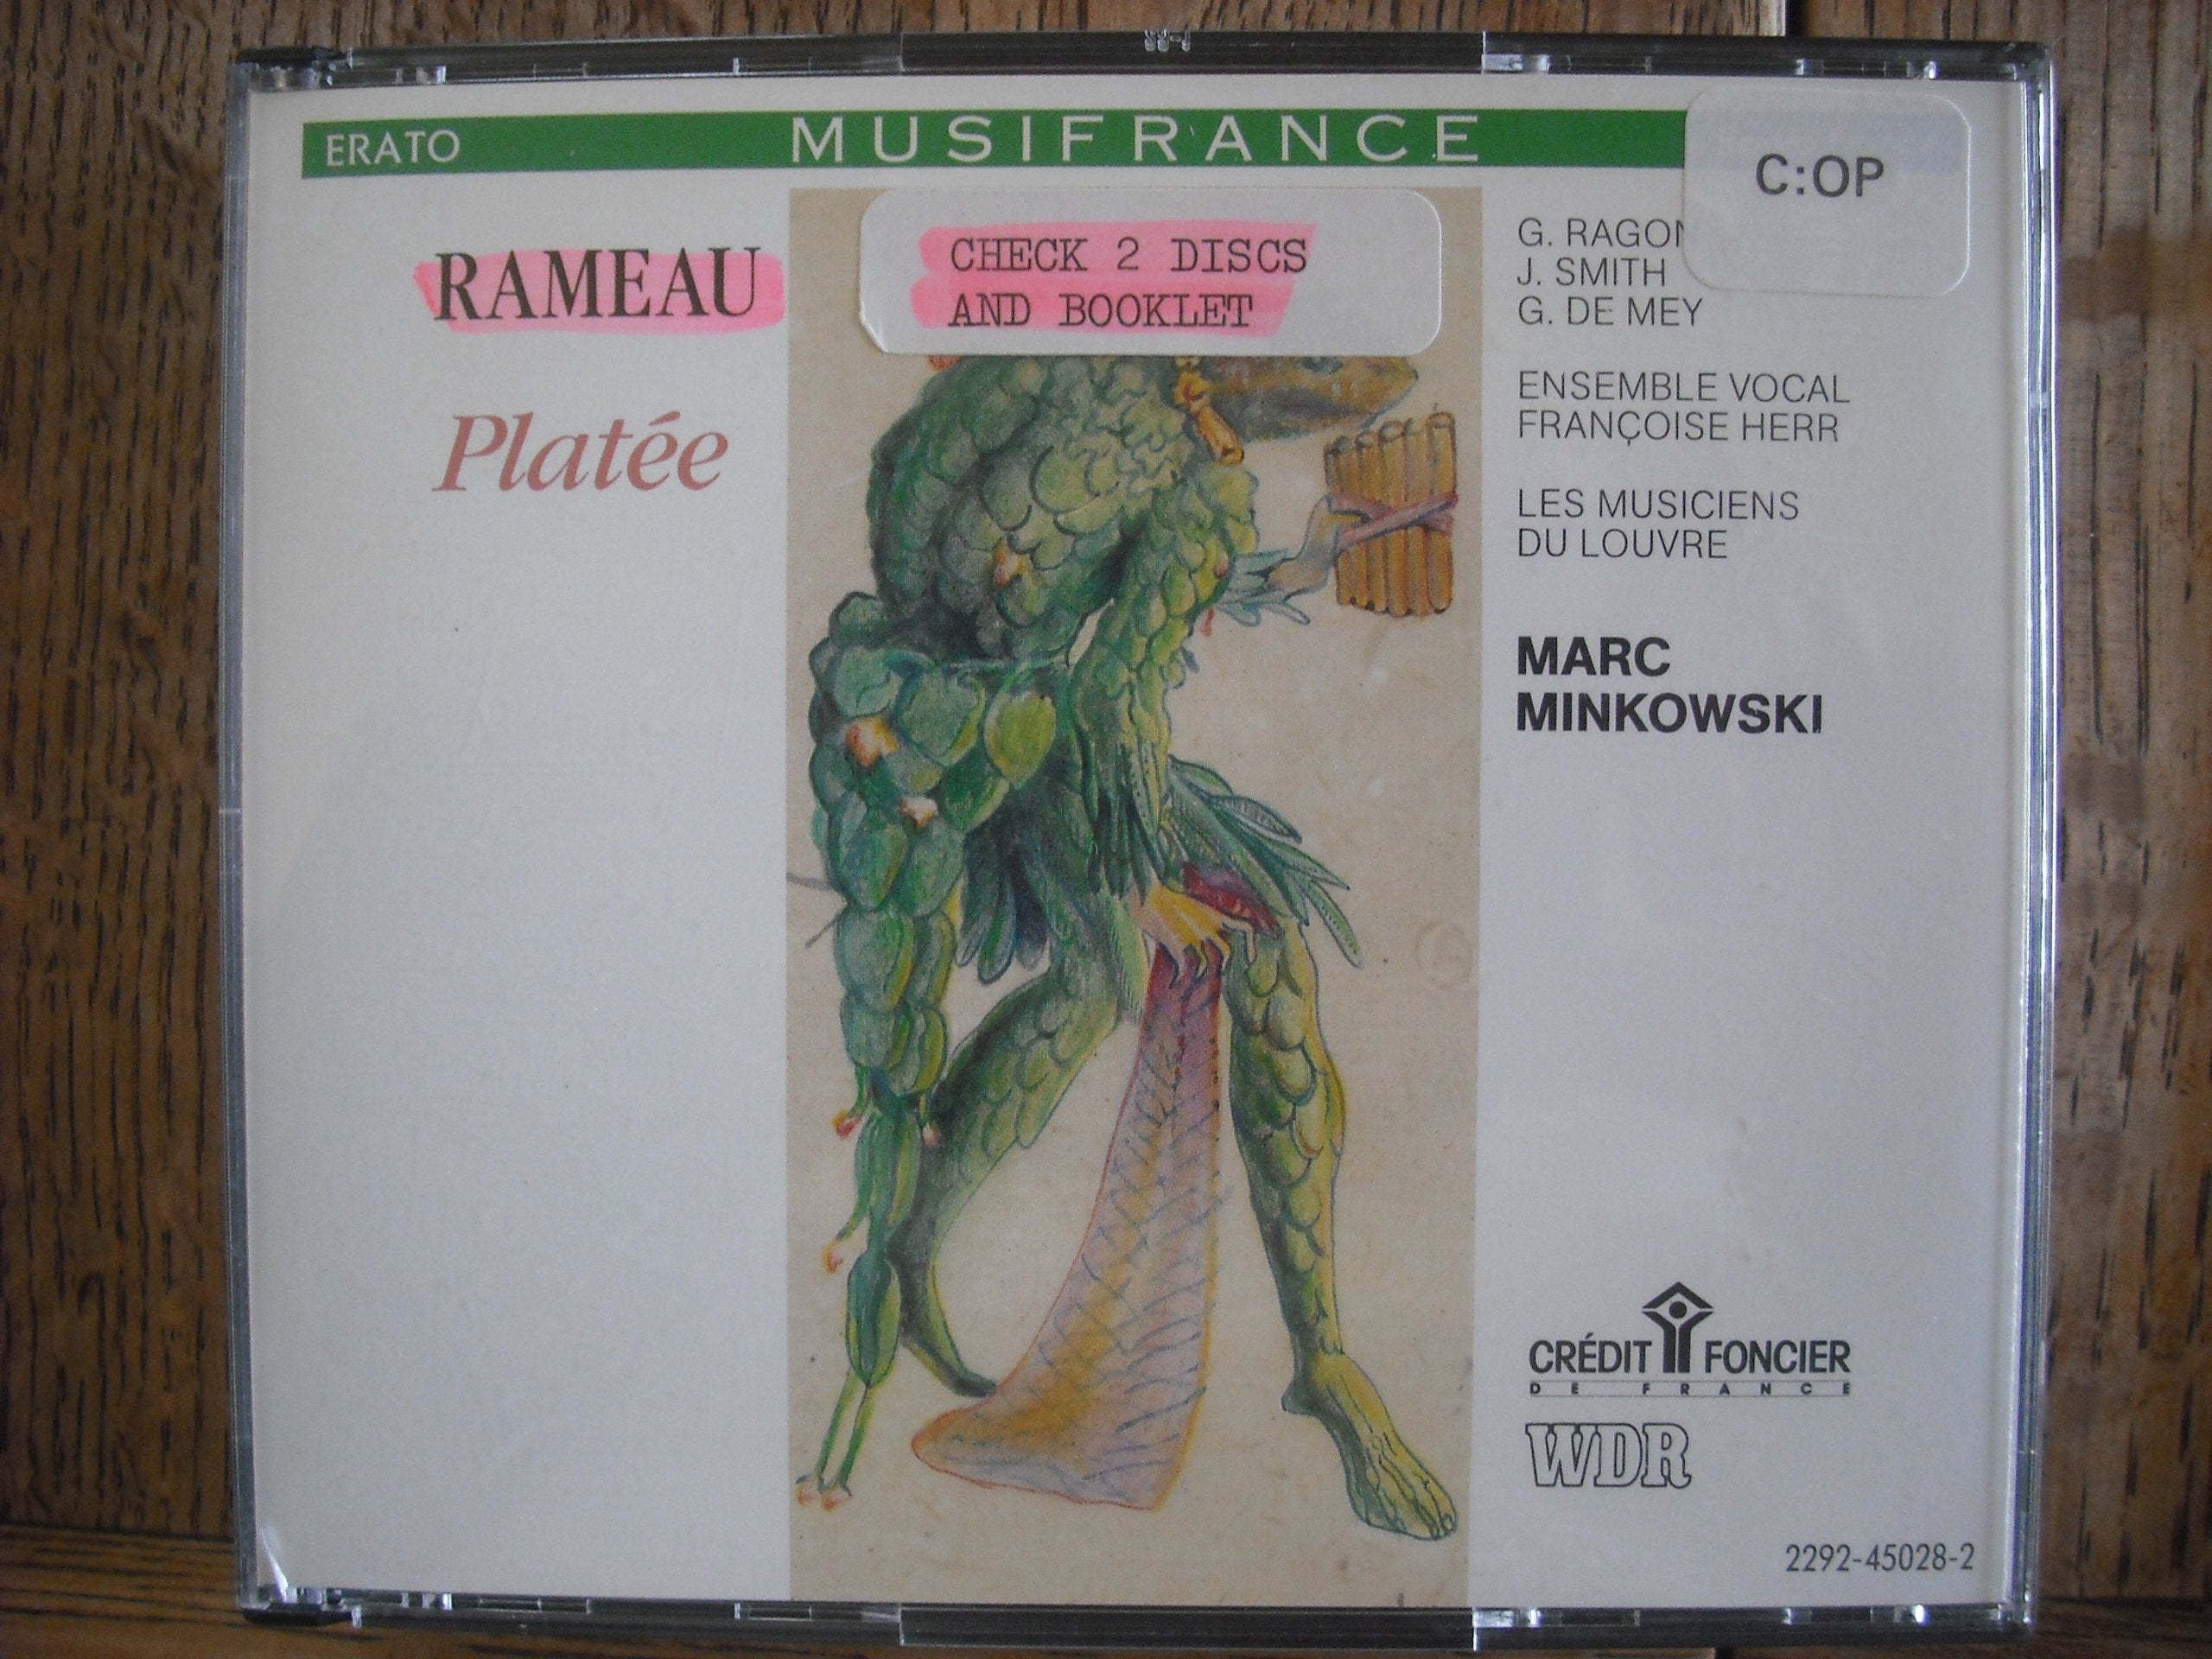 ERATO
MUSIFRANCE
C:OP
RAMEAU
Platée
CHECK 2 DISCS
AND BOOKLET
G. RAGON
J. SMITH
G. DE MEY
ENSEMBLE VOCAL
FRANÇOISE HERR
LES MUSICIENS
DU LOUVRE
MARC
MINKOWSKI
CRÉDIT FONCIER
DE FRANCE
WDR
2292-45028-2